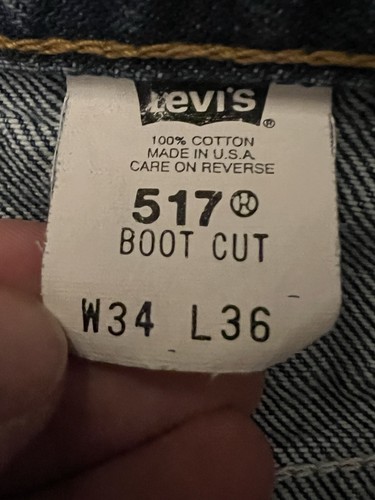 Levi's®
100% COTTON
MADE IN U.S.A.
CARE ON REVERSE
517®
BOOT CUT
W34 L36